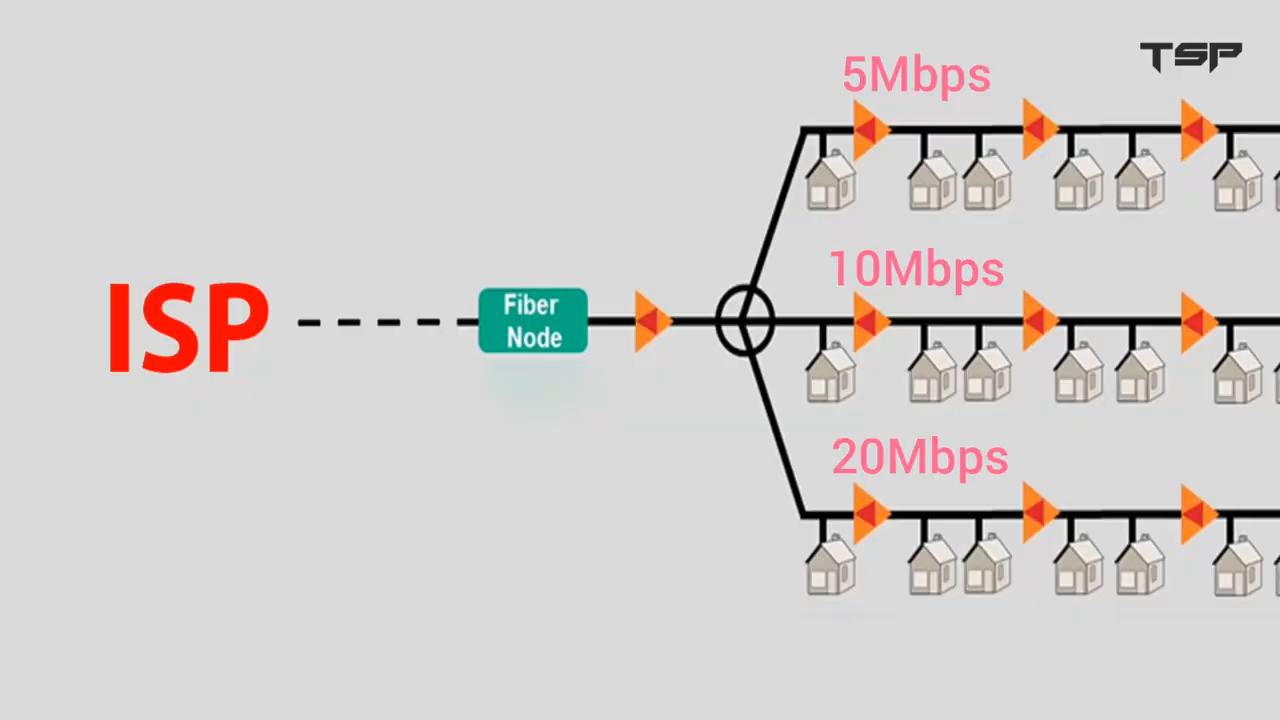 TSP
5Mbps
10Mbps
ISP
Fiber
Node
20Mbps